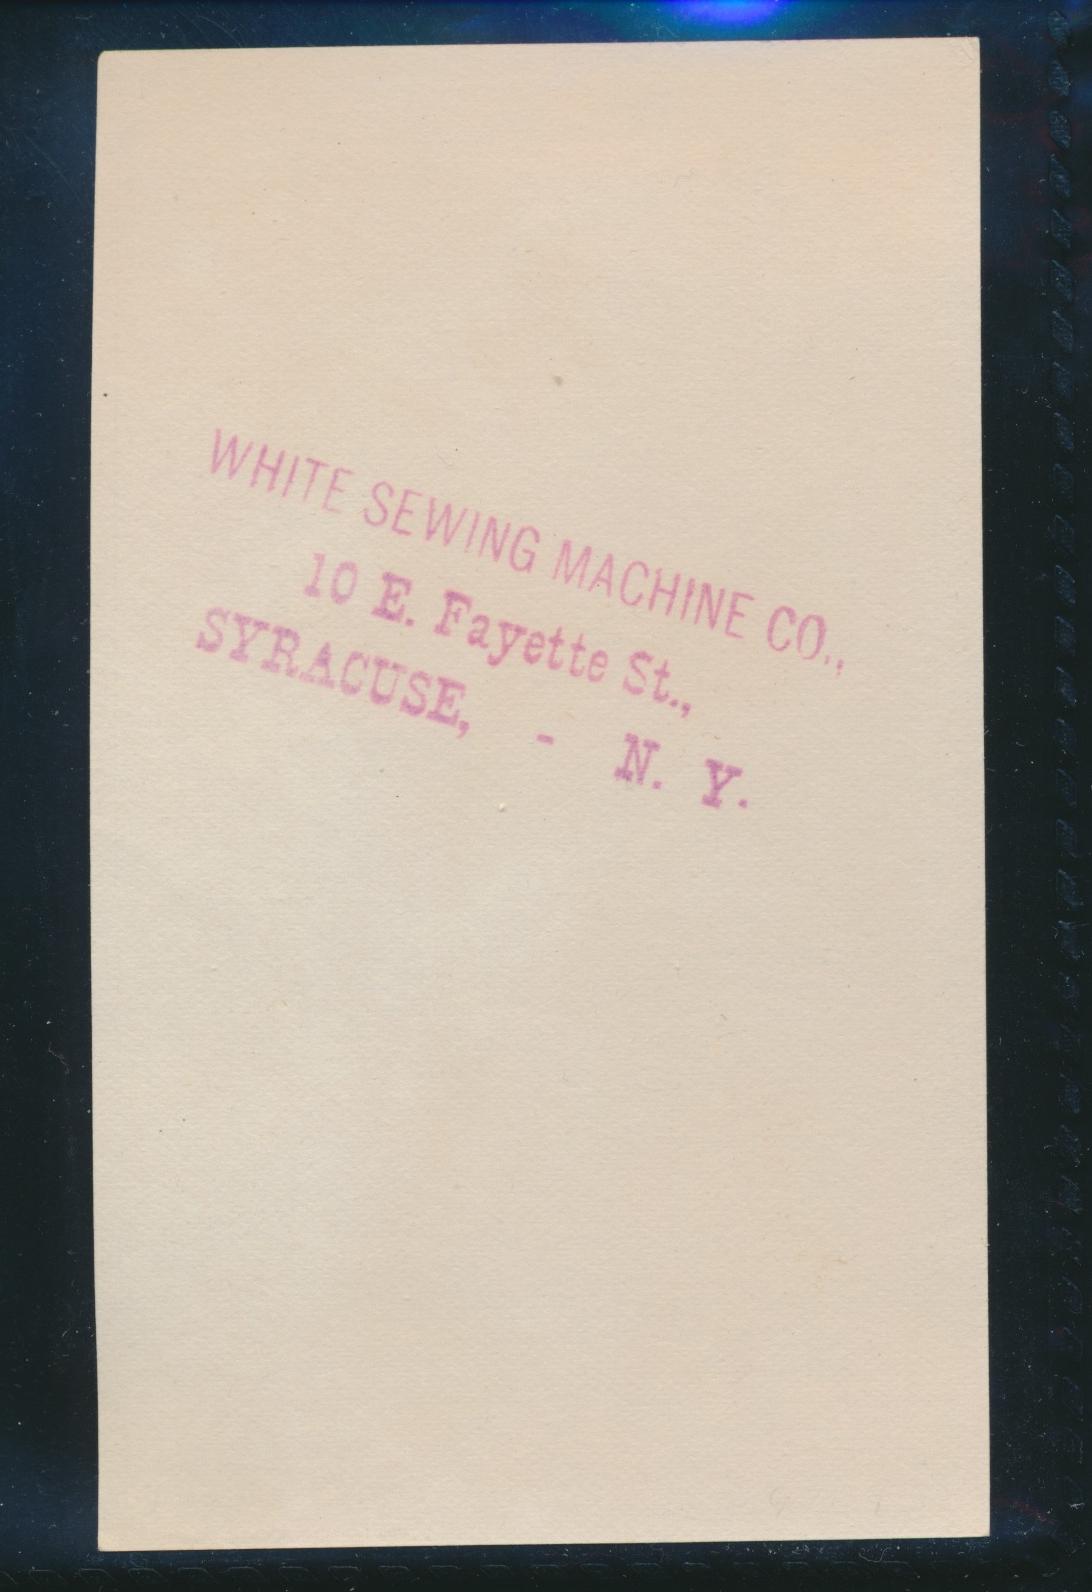 WHITE SEWING MACHINE CO.,
10 E. Fayette St.,
SYRACUSE, - N. Y.